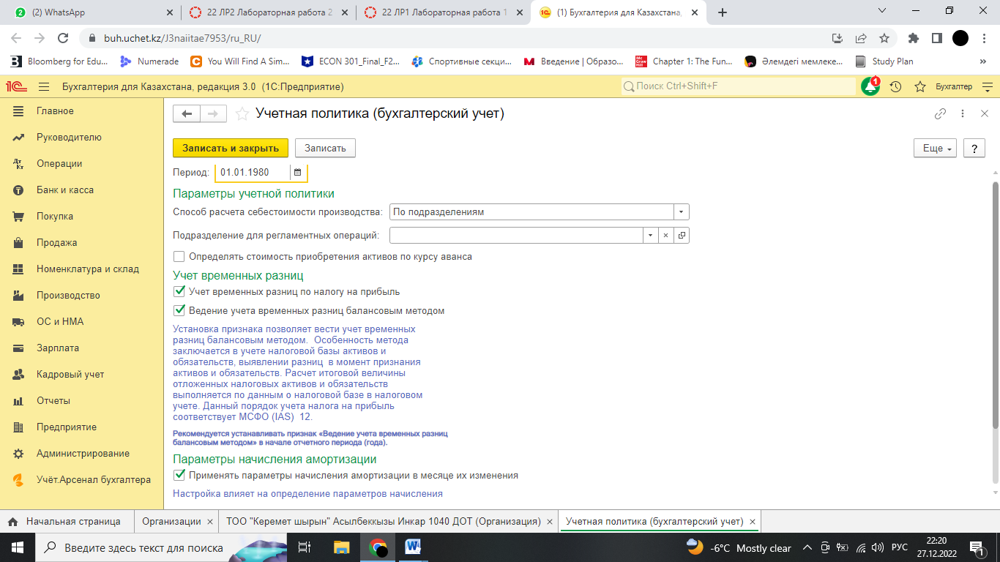 (2) WhatsApp
22 ЛР2 Лабораторная работа 2
22 ЛР1 Лабораторная работа 1
(1) Бухгалтерия для Казахстана,
buh.uchet.kz/J3naiitae7953/ru_RU/
Bloomberg for Edu...
Numerade
You Will Find A Sim...
ECON 301_Final_F2...
Спортивные секци...
Введение | Образо...
Chapter 1: The Fun...
Әлемдегі мемлеке...
Study Plan
»
Бухгалтерия для Казахстана, редакция 3.0 (1С:Предприятие)
Поиск Ctrl+Shift+F
1
Бухгалтер
Главное
Руководителю
Операции
Банк и касса
Покупка
Продажа
Номенклатура и склад
Производство
ОС и НМА
Зарплата
Кадровый учет
Отчеты
Предприятие
Администрирование
Учёт.Арсенал бухгалтера
Учетная политика (бухгалтерский учет)
Записать и закрыть
Записать
Еще
?
Период: 01.01.1980
Параметры учетной политики
Способ расчета себестоимости производства: По подразделениям
Подразделение для регламентных операций:
Определять стоимость приобретения активов по курсу аванса
Учет временных разниц
Учет временных разниц по налогу на прибыль
Ведение учета временных разниц балансовым методом
Установка признака позволяет вести учет временных
разниц балансовым методом. Особенность метода
заключается в учете налоговой базы активов и
обязательств, выявлении разниц в момент признания
активов и обязательств. Расчет итоговой величины
отложенных налоговых активов и обязательств
выполняется по данным о налоговой базе в налоговом
учете. Данный порядок учета налога на прибыль
соответствует МСФО (IAS) 12.
Рекомендуется устанавливать признак «Ведение учета временных разниц
балансовым методом» в начале отчетного периода (года).
Параметры начисления амортизации
Применять параметры начисления амортизации в месяце их изменения
Настройка влияет на определение параметров начисления
Начальная страница
Организации
ТОО "Керемет шырын" Асылбеккызы Инкар 1040 ДОТ (Организация)
Учетная политика (бухгалтерский учет)
Введите здесь текст для поиска
-6°C Mostly clear
РУС
22:20
27.12.2022
1